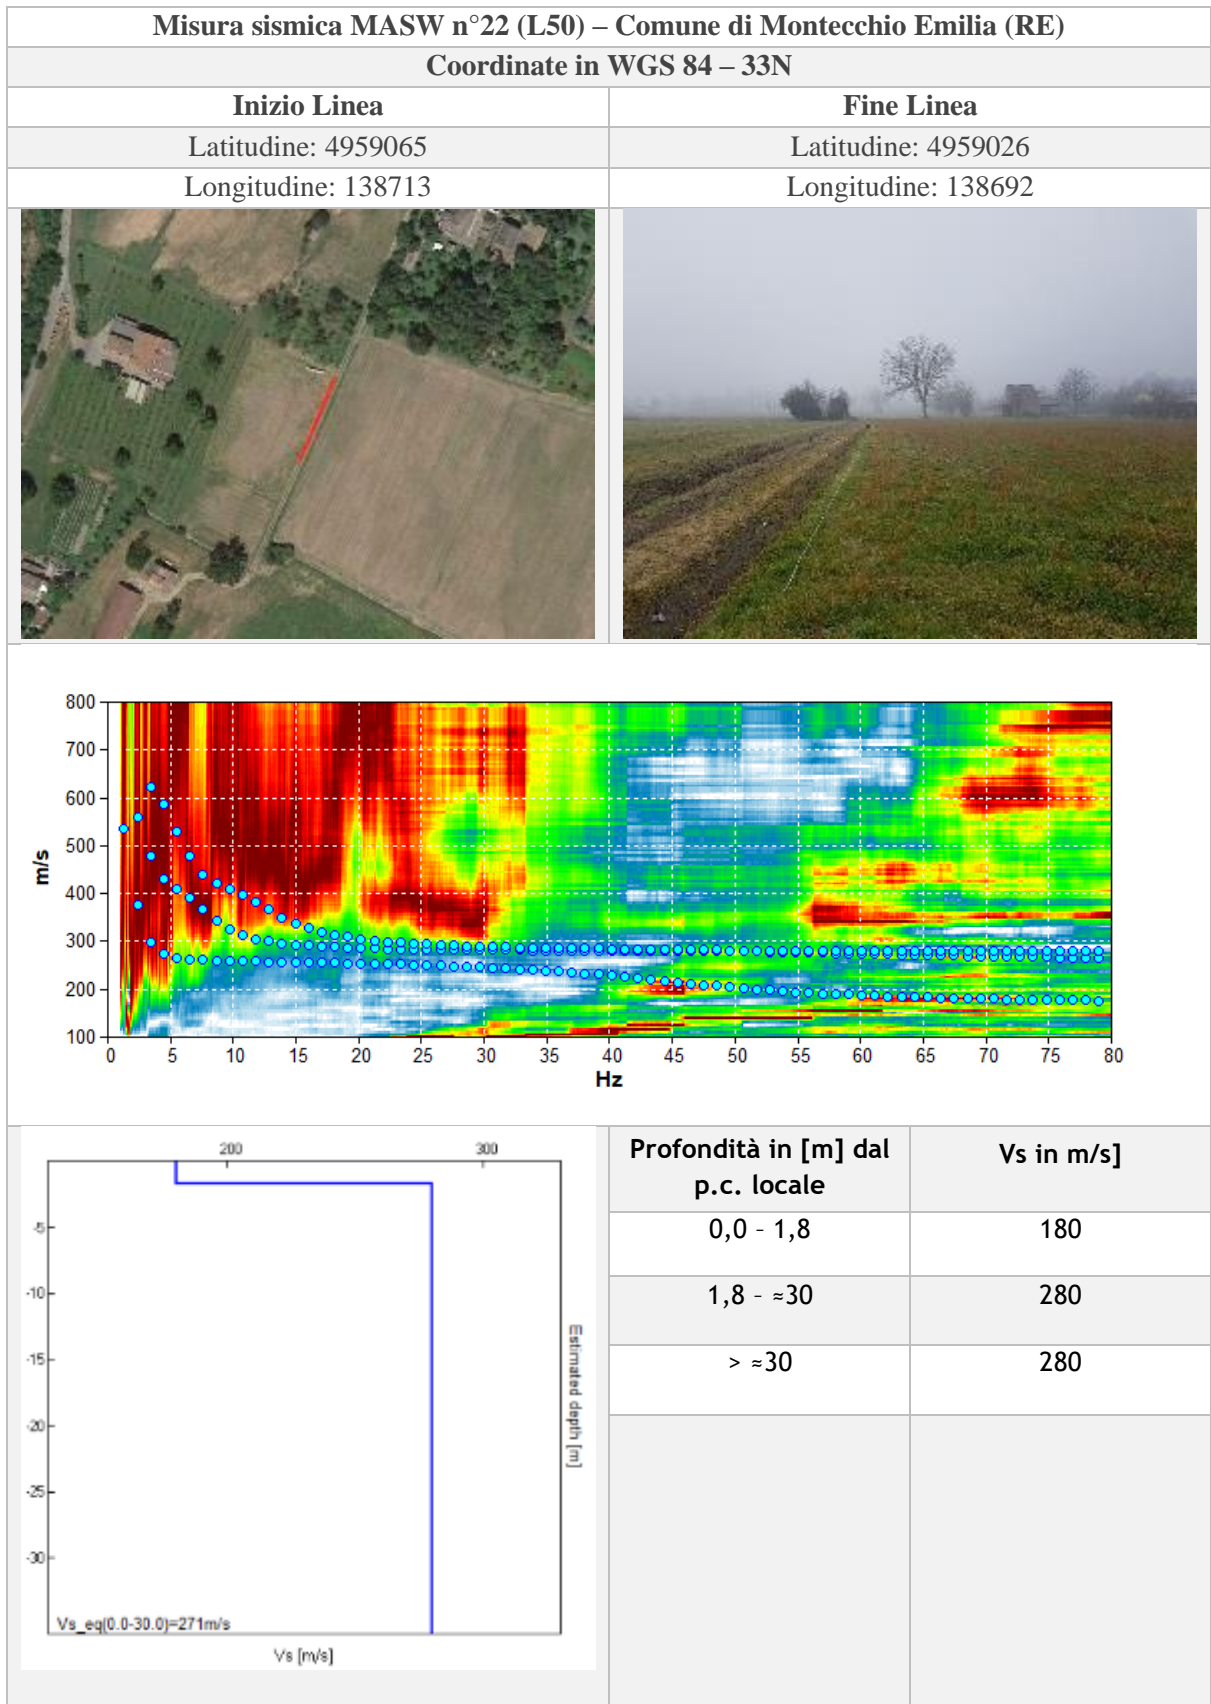 Misura sismica MASW n°22 (L50) – Comune di Montecchio Emilia (RE)
Coordinate in WGS 84 – 33N
Inizio Linea
Fine Linea
Latitudine: 4959065
Latitudine: 4959026
Longitudine: 138713
Longitudine: 138692
800
700
600
500
400
300
200
100
m/s
0 5 10 15 20 25 30 35 40 45 50 55 60 65 70 75 80
Hz
200 300
-5
-10
-15
-20
-25
-30
Estimated depth [m]
Vs_eq(0.0-30.0)=271m/s
Vs [m/s]
Profondità in [m] dal
p.c. locale
Vs in m/s]
0,0 – 1,8
180
1,8 – ≈30
280
> ≈30
280